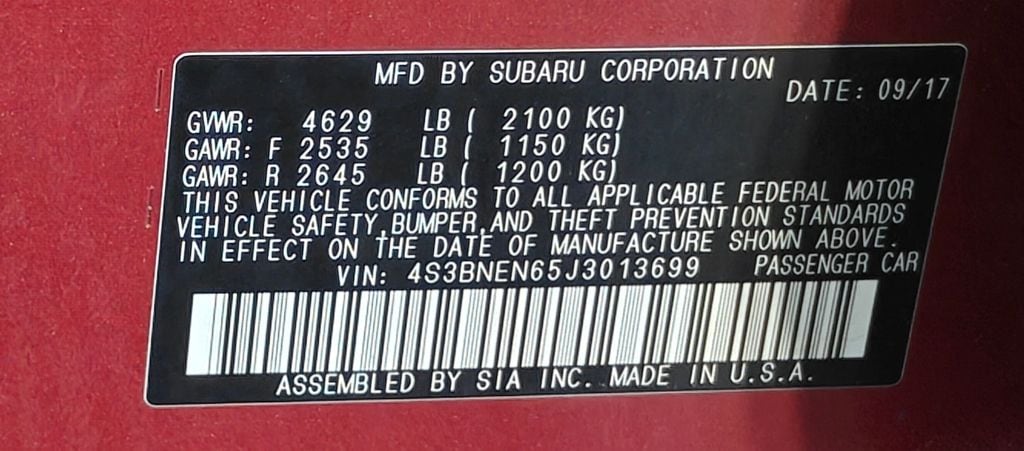 MFD BY SUBARU CORPORATION
DATE: 09/17
GVWR: 4629 LB ( 2100 KG)
GAWR: F 2535 LB ( 1150 KG)
GAWR: R 2645 LB ( 1200 KG)
THIS VEHICLE CONFORMS TO ALL APPLICABLE FEDERAL MOTOR
VEHICLE SAFETY,BUMPER,AND THEFT PREVENTION STANDARDS
IN EFFECT ON THE DATE OF MANUFACTURE SHOWN ABOVE.
VIN: 4S3BNEN65J3013699 PASSENGER CAR
ASSEMBLED BY SIA INC. MADE IN U.S.A.